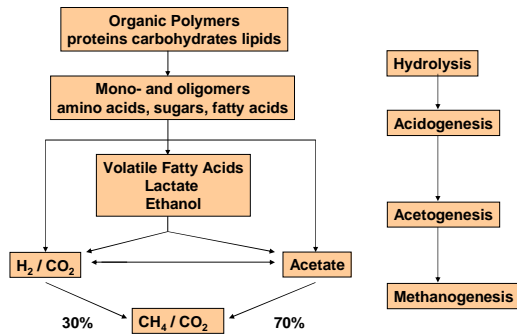 Organic Polymers
proteins carbohydrates lipids
Mono- and oligomers
amino acids, sugars, fatty acids
Volatile Fatty Acids
Lactate
Ethanol
H₂ / CO₂
Acetate
30%
CH₄ / CO₂
70%
Hydrolysis
Acidogenesis
Acetogenesis
Methanogenesis